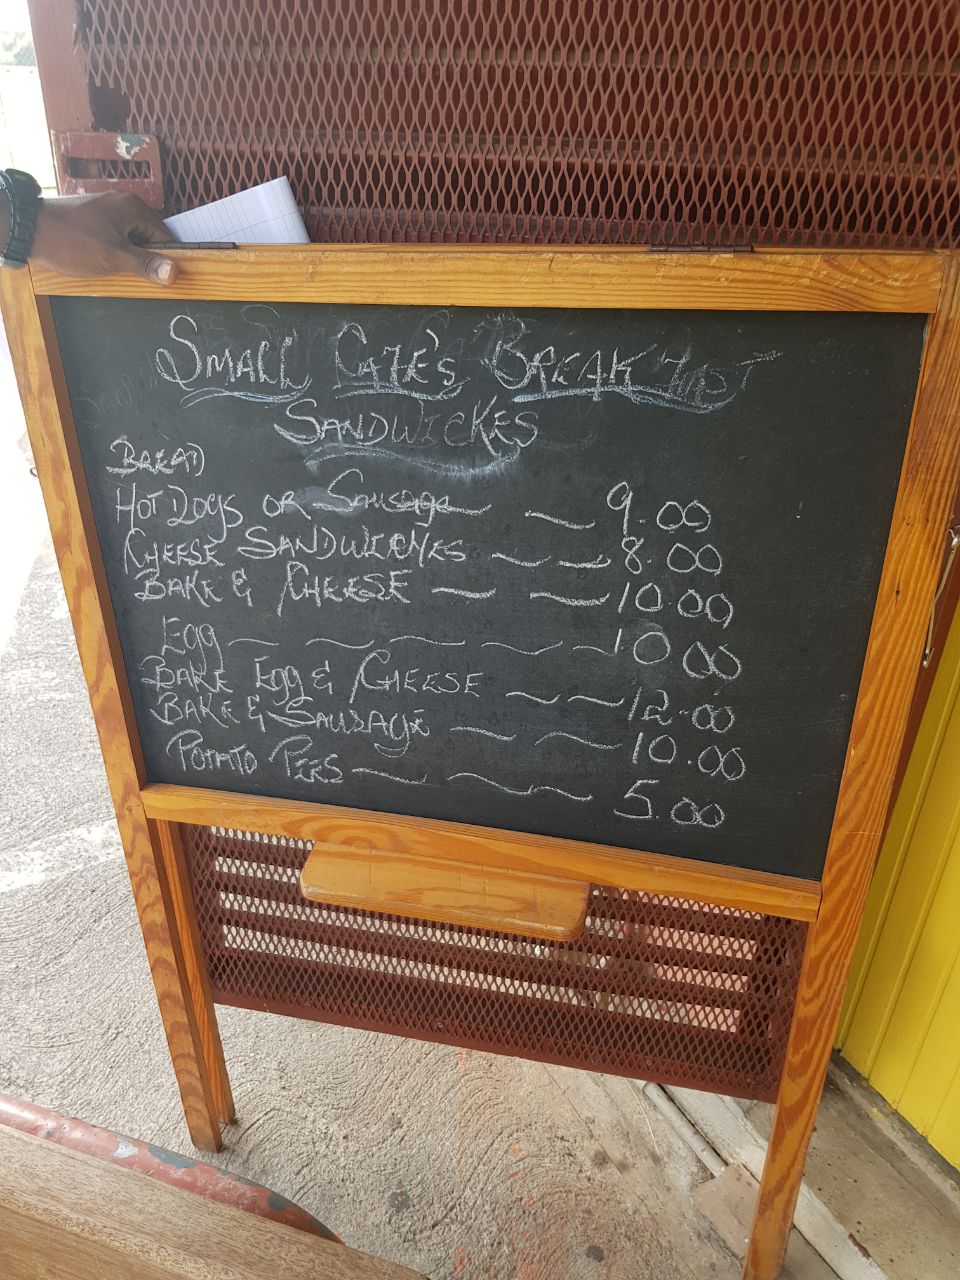 SMALL CAFE'S BREAKFAST
SANDWICKES
BREAD
HOT DOGS OR Sausage 9.00
CHEESE SANDWICHES 8.00
BAKE & CHEESE 10.00
Egg 10 00
BAKE Egg & CHEESE 12.00
BAKE & SAUSAGE 10.00
POTATO PIES 5.00